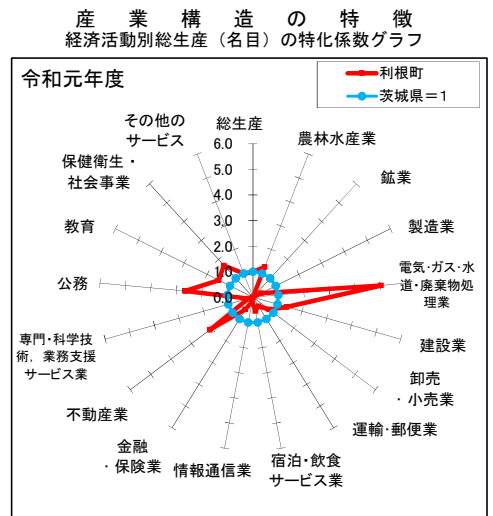 産業構造の特徴
経済活動別総生産（名目）の特化係数グラフ
令和元年度
利根町
茨城県＝1
総生産
農林水産業
鉱業
製造業
電気・ガス・水
道・廃棄物処
理業
建設業
卸売
・小売業
運輸・郵便業
宿泊・飲食
サービス業
情報通信業
金融
・保険業
不動産業
専門・科学技
術，業務支援
サービス業
公務
教育
保健衛生・
社会事業
その他の
サービス
6.0
5.0
4.0
3.0
2.0
1.0
0.0